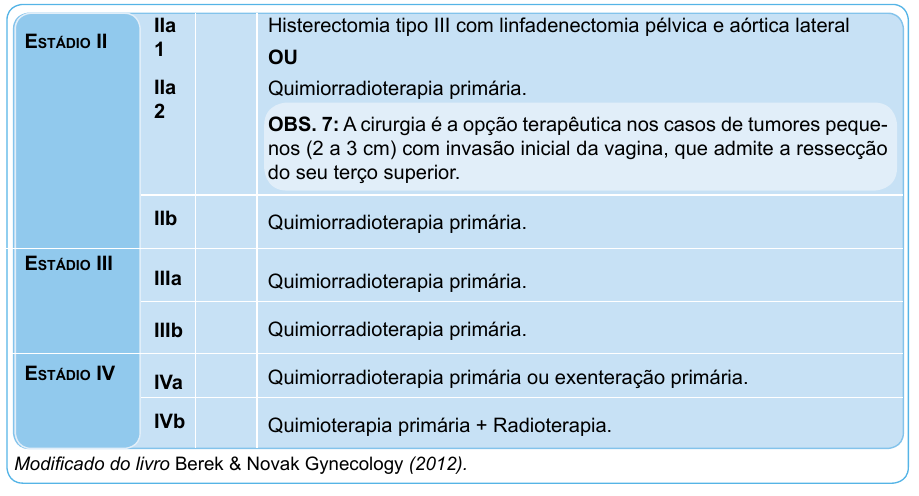 ESTÁDIO II
IIa
1
IIa
2
Histerectomia tipo III com linfadenectomia pélvica e aórtica lateral
OU
Quimiorradioterapia primária.
OBS. 7: A cirurgia é a opção terapêutica nos casos de tumores peque-
nos (2 a 3 cm) com invasão inicial da vagina, que admite a ressecção
do seu terço superior.
IIb
Quimiorradioterapia primária.
ESTÁDIO III
IIIa
Quimiorradioterapia primária.
IIIb
Quimiorradioterapia primária.
ESTÁDIO IV
IVa
Quimiorradioterapia primária ou exenteração primária.
IVb
Quimioterapia primária + Radioterapia.
Modificado do livro Berek & Novak Gynecology (2012).